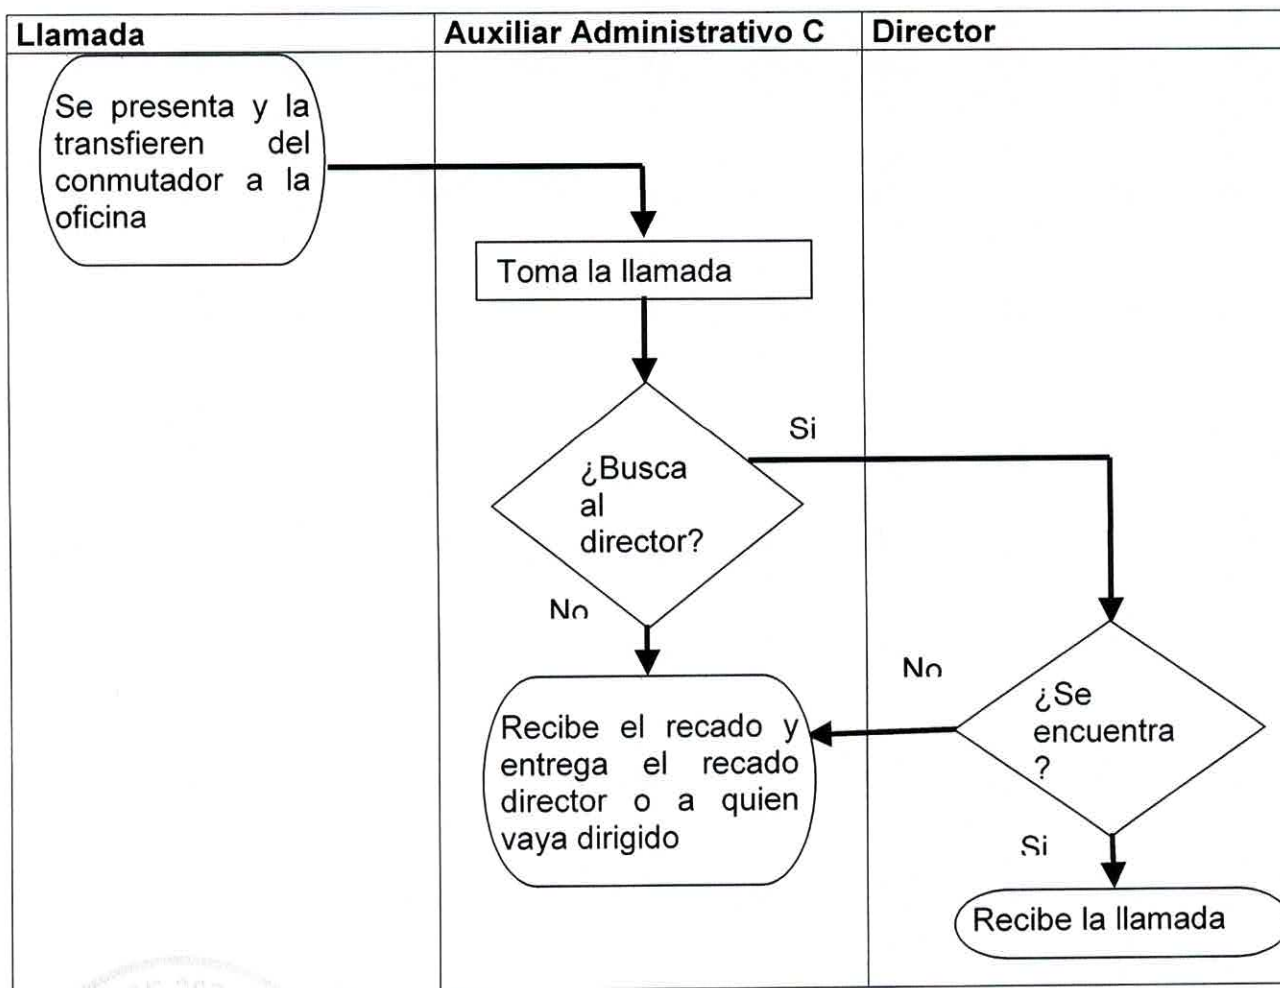 Llamada
Auxiliar Administrativo C
Director
Se presenta y la
transfieren del
conmutador a la
oficina
Toma la llamada
¿Busca
al
director?
Si
No
Recibe el recado y
entrega el recado
director o a quien
vaya dirigido
No
¿Se
encuentra
?
Si
Recibe la llamada